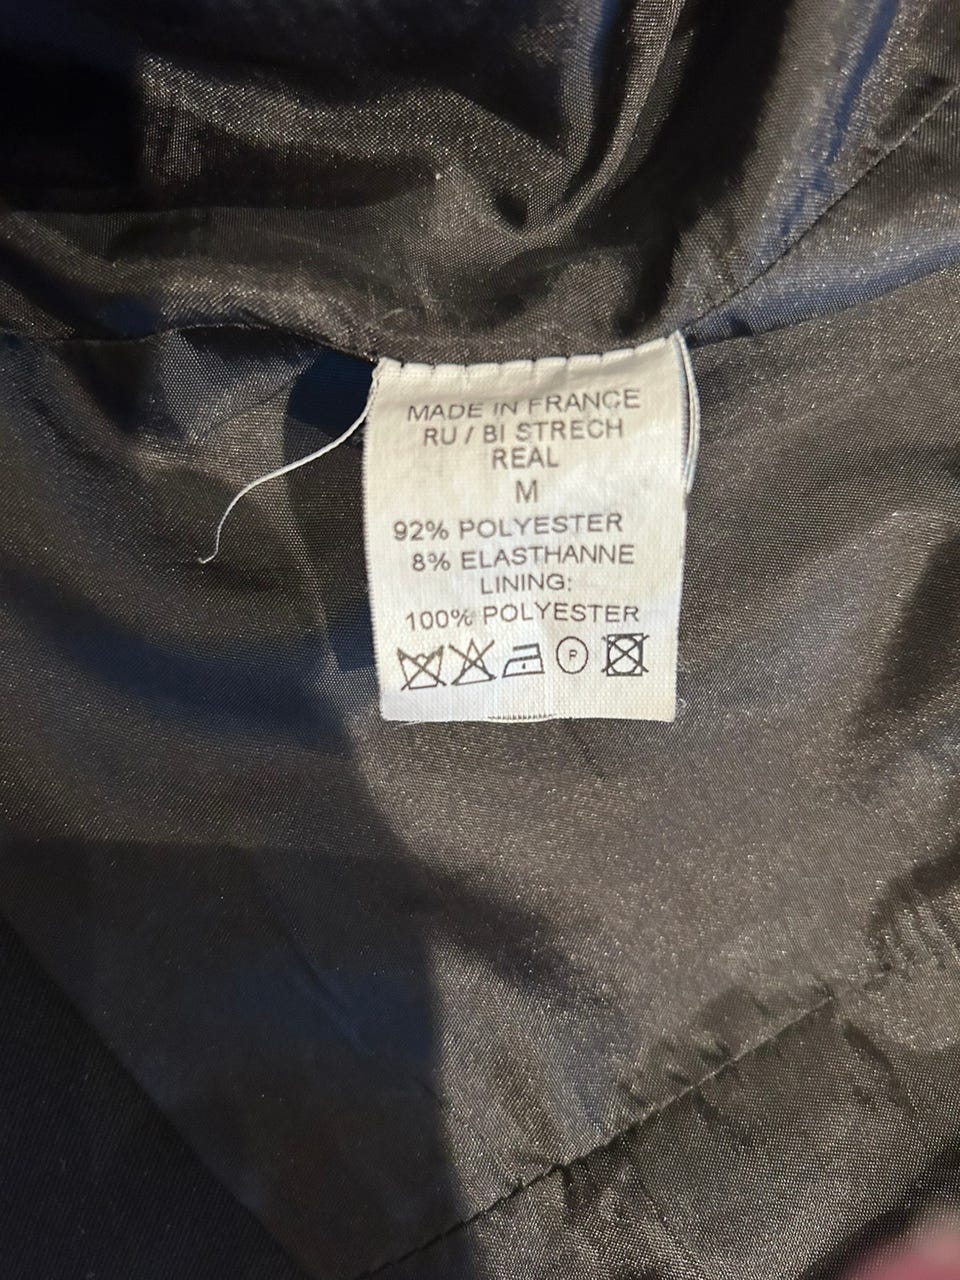 MADE IN FRANCE
RU / BI STRECH
REAL
M
92% POLYESTER
8% ELASTHANNE
LINING:
100% POLYESTER
P